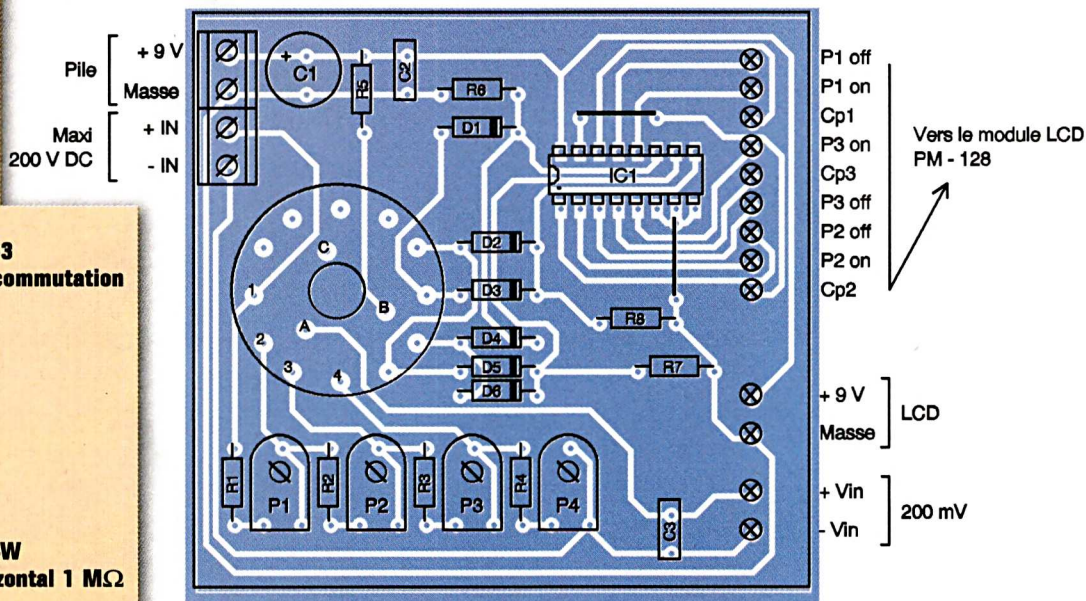 Pile
+ 9 V
Masse
Maxi
200 V DC
+ IN
- IN
C1
R5
C2
R6
D1
IC1
D2
D3
D4
D5
D6
R8
R7
C
B
A
1
2
3
4
R1
P1
R2
P2
R3
P3
R4
P4
C3
P1 off
P1 on
Cp1
P3 on
Cp3
P3 off
P2 off
P2 on
Cp2
Vers le module LCD
PM - 128
+ 9 V
Masse
LCD
+ Vin
- Vin
200 mV
3
commutation
W
zontal 1 MΩ